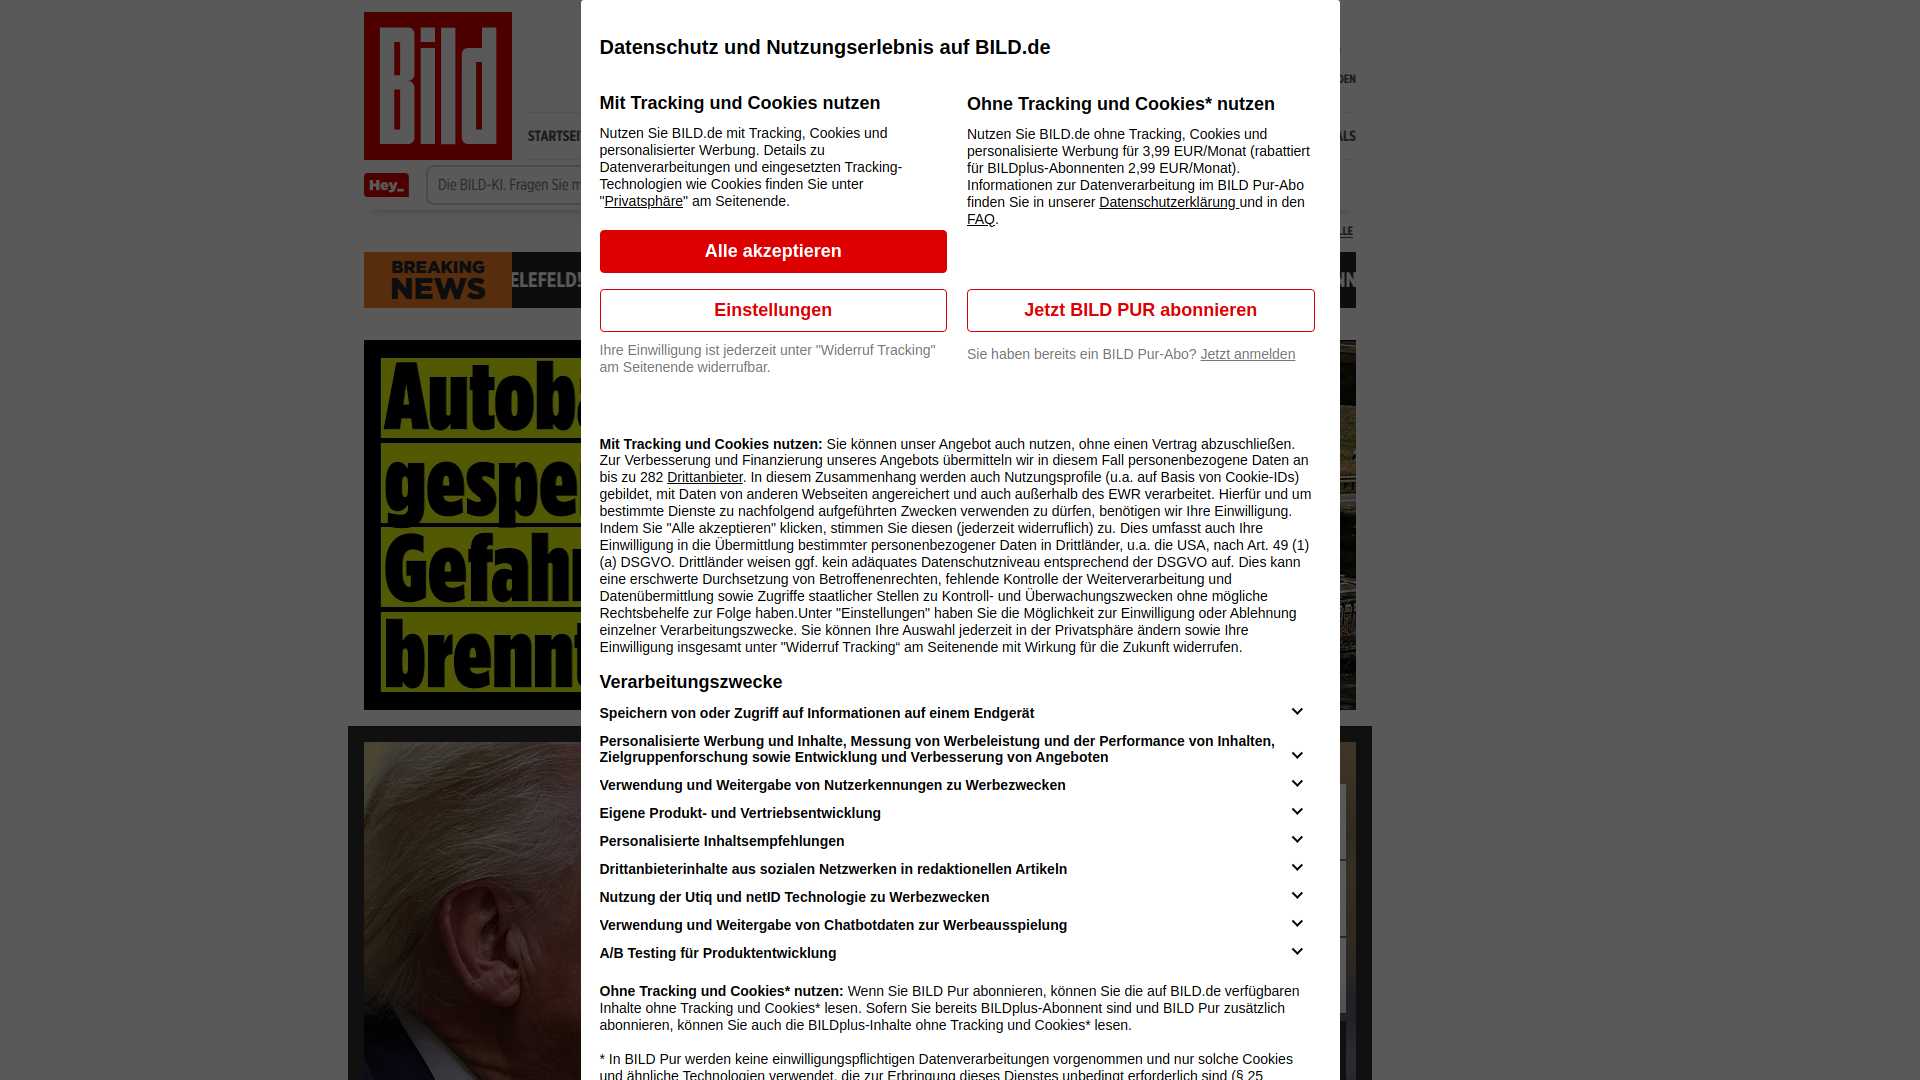 Bild
STARTSEI
Hey_
Die BILD-KI. Fragen Sie m
BREAKING
NEWS
ELEFELD!
Autoba
gespe
Gefahr
brennt
Datenschutz und Nutzungserlebnis auf BILD.de
Mit Tracking und Cookies nutzen
Nutzen Sie BILD.de mit Tracking, Cookies und
personalisierter Werbung. Details zu
Datenverarbeitungen und eingesetzten Tracking-
Technologien wie Cookies finden Sie unter
"Privatsphäre" am Seitenende.
Alle akzeptieren
Einstellungen
Ihre Einwilligung ist jederzeit unter "Widerruf Tracking"
am Seitenende widerrufbar.
Ohne Tracking und Cookies* nutzen
Nutzen Sie BILD.de ohne Tracking, Cookies und
personalisierte Werbung für 3,99 EUR/Monat (rabattiert
für BILDplus-Abonnenten 2,99 EUR/Monat).
Informationen zur Datenverarbeitung im BILD Pur-Abo
finden Sie in unserer Datenschutzerklärung und in den
FAQ.
Jetzt BILD PUR abonnieren
Sie haben bereits ein BILD Pur-Abo? Jetzt anmelden
Mit Tracking und Cookies nutzen: Sie können unser Angebot auch nutzen, ohne einen Vertrag abzuschließen.
Zur Verbesserung und Finanzierung unseres Angebots übermitteln wir in diesem Fall personenbezogene Daten an
bis zu 282 Drittanbieter. In diesem Zusammenhang werden auch Nutzungsprofile (u.a. auf Basis von Cookie-IDs)
gebildet, mit Daten von anderen Webseiten angereichert und auch außerhalb des EWR verarbeitet. Hierfür und um
bestimmte Dienste zu nachfolgend aufgeführten Zwecken verwenden zu dürfen, benötigen wir Ihre Einwilligung.
Indem Sie "Alle akzeptieren" klicken, stimmen Sie diesen (jederzeit widerruflich) zu. Dies umfasst auch Ihre
Einwilligung in die Übermittlung bestimmter personenbezogener Daten in Drittländer, u.a. die USA, nach Art. 49 (1)
(a) DSGVO. Drittländer weisen ggf. kein adäquates Datenschutzniveau entsprechend der DSGVO auf. Dies kann
eine erschwerte Durchsetzung von Betroffenenrechten, fehlende Kontrolle der Weiterverarbeitung und
Datenübermittlung sowie Zugriffe staatlicher Stellen zu Kontroll- und Überwachungszwecken ohne mögliche
Rechtsbehelfe zur Folge haben.Unter "Einstellungen" haben Sie die Möglichkeit zur Einwilligung oder Ablehnung
einzelner Verarbeitungszwecke. Sie können Ihre Auswahl jederzeit in der Privatsphäre ändern sowie Ihre
Einwilligung insgesamt unter "Widerruf Tracking“ am Seitenende mit Wirkung für die Zukunft widerrufen.
Verarbeitungszwecke
Speichern von oder Zugriff auf Informationen auf einem Endgerät
Personalisierte Werbung und Inhalte, Messung von Werbeleistung und der Performance von Inhalten,
Zielgruppenforschung sowie Entwicklung und Verbesserung von Angeboten
Verwendung und Weitergabe von Nutzerkennungen zu Werbezwecken
Eigene Produkt- und Vertriebsentwicklung
Personalisierte Inhaltsempfehlungen
Drittanbieterinhalte aus sozialen Netzwerken in redaktionellen Artikeln
Nutzung der Utiq und netID Technologie zu Werbezwecken
Verwendung und Weitergabe von Chatbotdaten zur Werbeausspielung
A/B Testing für Produktentwicklung
Ohne Tracking und Cookies* nutzen: Wenn Sie BILD Pur abonnieren, können Sie die auf BILD.de verfügbaren
Inhalte ohne Tracking und Cookies* lesen. Sofern Sie bereits BILDplus-Abonnent sind und BILD Pur zusätzlich
abonnieren, können Sie auch die BILDplus-Inhalte ohne Tracking und Cookies* lesen.
* In BILD Pur werden keine einwilligungspflichtigen Datenverarbeitungen vorgenommen und nur solche Cookies
und ähnliche Technologien verwendet, die zur Erbringung dieses Dienstes unbedingt erforderlich sind (§ 25